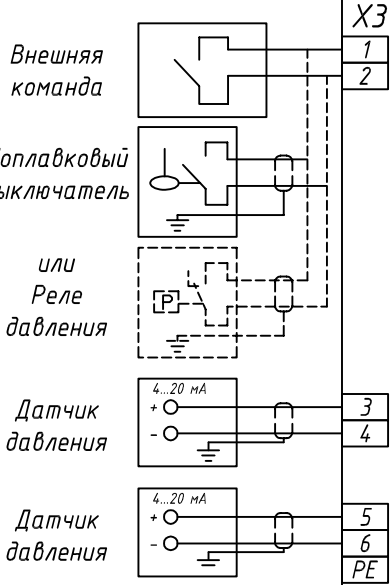 X3
Внешняя
команда
1
2
оплавковый
выключатель
или
Реле
давления
P
4...20 мА
+
-
Датчик
давления
3
4
4...20 мА
+
-
Датчик
давления
5
6
PE